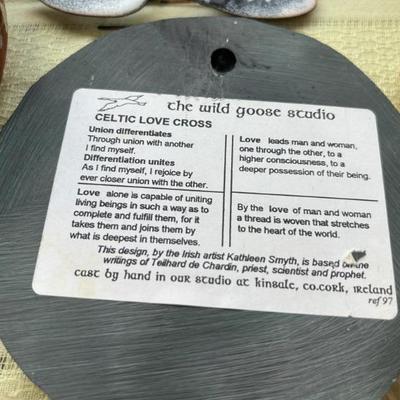 the wild goose studio
CELTIC LOVE CROSS
Union differentiates
Through union with another
I find myself.
Differentiation unites
As I find myself, I rejoice by
ever closer union with the other.
Love leads man and woman,
one through the other, to a
higher consciousness, to a
deeper possession of their being.
Love alone is capable of uniting
living beings in such a way as to
complete and fulfill them, for it
takes them and joins them by
what is deepest in themselves.
By the love of man and woman
a thread is woven that stretches
to the heart of the world.
This design, by the Irish artist Kathleen Smyth, is based on the
writings of Teilhard de Chardin, priest, scientist and prophet.
cast by hand in our studio at kinsale, co.cork, ireland
ref 97